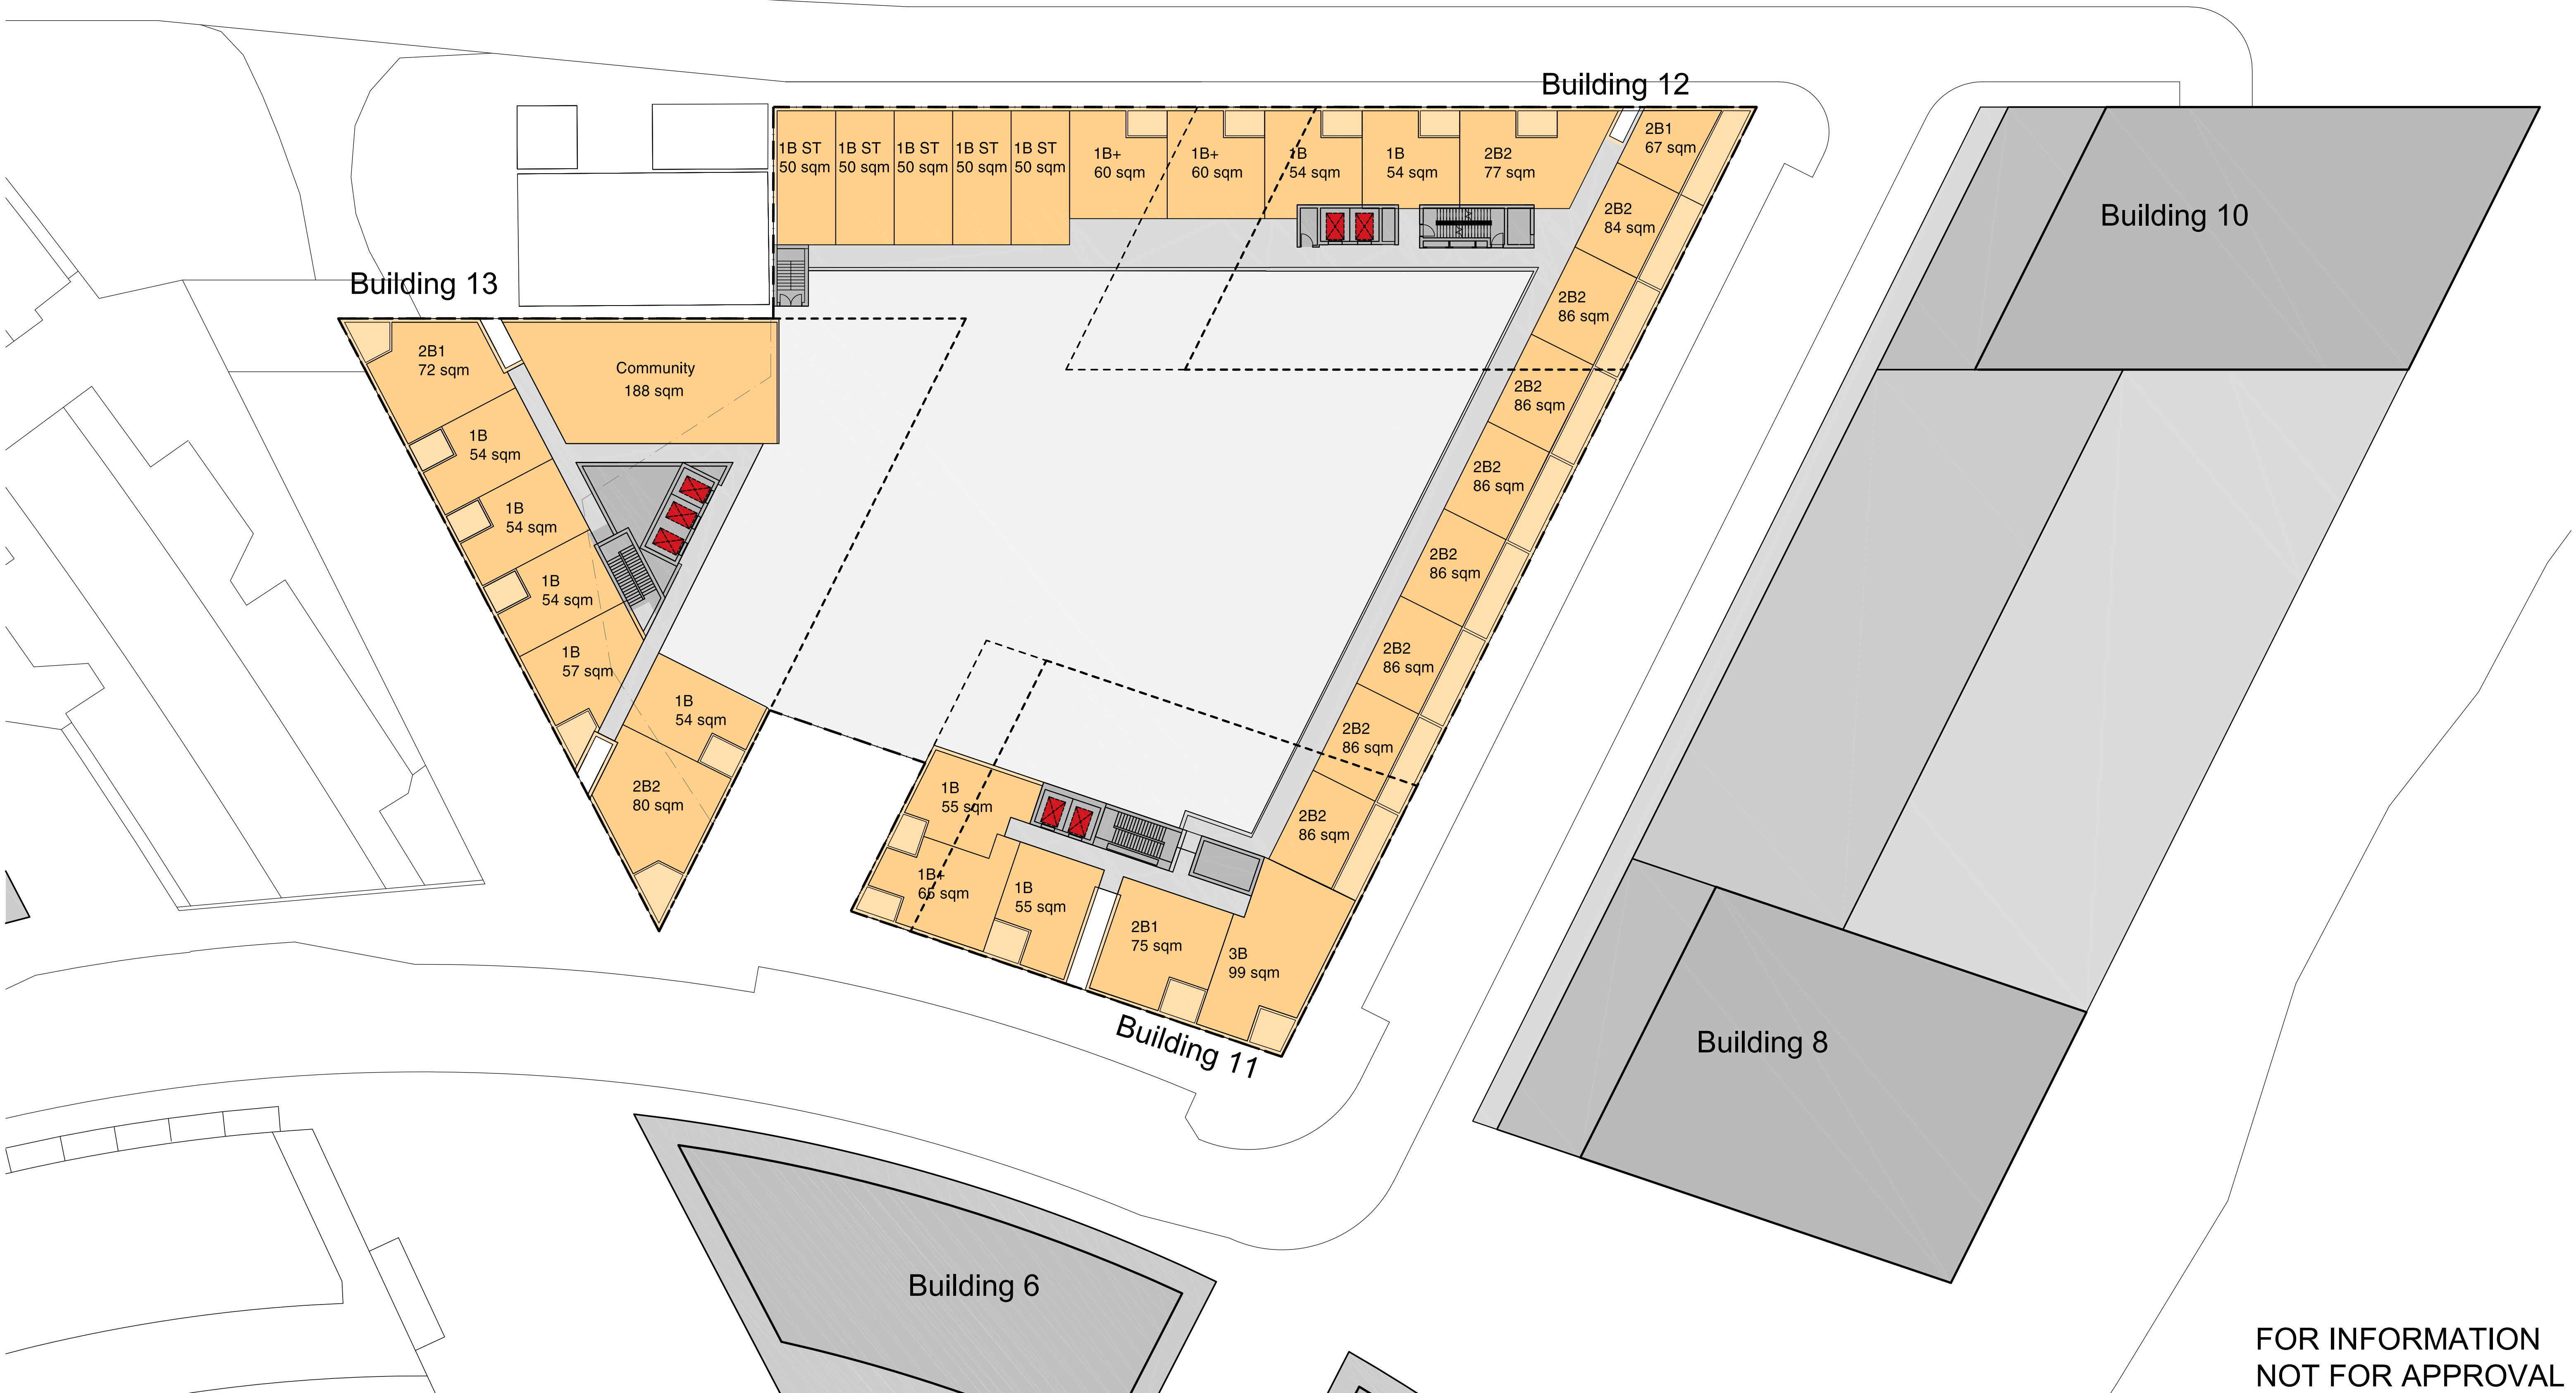 Building 12
Building 10
Building 13
1B ST
50 sqm
1B ST
50 sqm
1B ST
50 sqm
1B ST
50 sqm
1B ST
50 sqm
1B+
60 sqm
1B+
60 sqm
1B
54 sqm
1B
54 sqm
2B2
77 sqm
2B1
67 sqm
2B2
84 sqm
2B2
86 sqm
2B2
86 sqm
2B2
86 sqm
2B2
86 sqm
2B2
86 sqm
2B2
86 sqm
2B2
86 sqm
2B1
72 sqm
Community
188 sqm
1B
54 sqm
1B
54 sqm
1B
54 sqm
1B
57 sqm
1B
54 sqm
2B2
80 sqm
1B
55 sqm
1B+
65 sqm
1B
55 sqm
2B1
75 sqm
3B
99 sqm
Building 11
Building 8
Building 6
FOR INFORMATION
NOT FOR APPROVAL